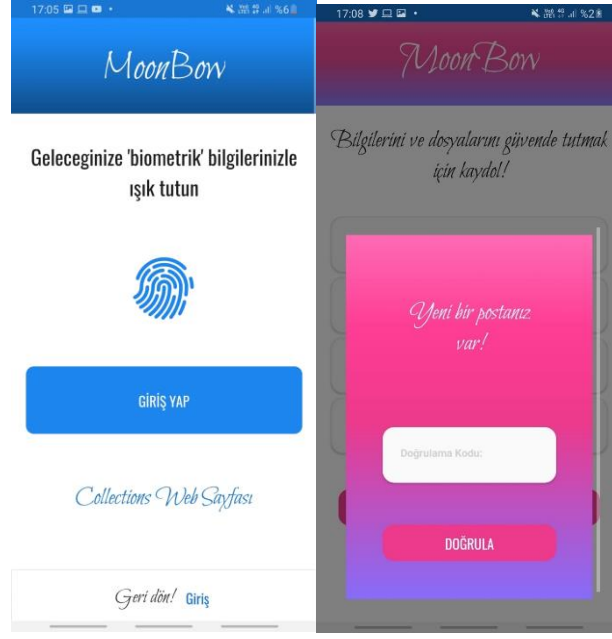 17:05
%6
MoonBow
Geleceginize 'biometrik' bilgilerinizle
ışık tutun
GİRİŞ YAP
Collections Web Sayfası
Geri dön! Giriş
17:08
%2
MoonBow
Bilgilerini ve dosyalarını güvende tutmak
için kaydol!
Yeni bir postanız
var!
Doğrulama Kodu:
DOĞRULA